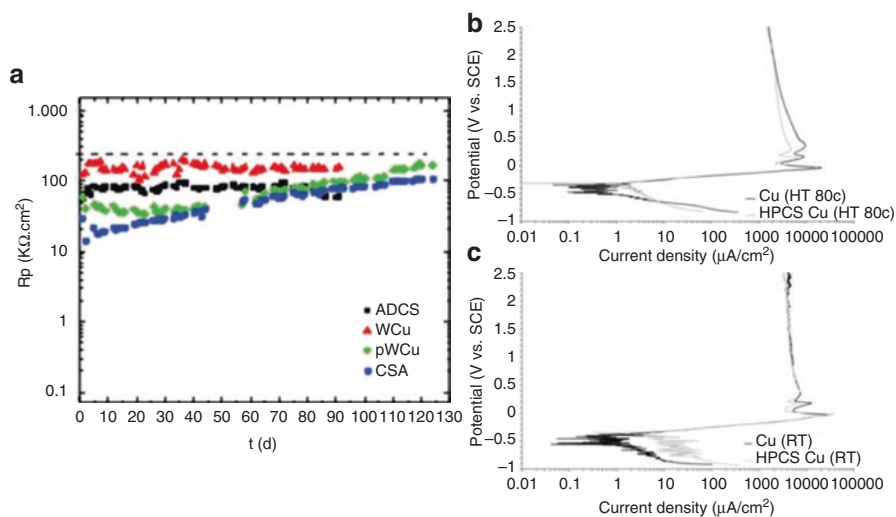 a
1.000
100
10
1
0.1
Rp (KΩ.cm²)
ADCS
WCu
pWCu
CSA
0 10 20 30 40 50 60 70 80 90 100 110 120 130
t (d)
b
2.5
2
1.5
1
0.5
0
−0.5
−1
Potential (V vs. SCE)
Cu (HT 80c)
HPCS Cu (HT 80c)
0.01 0.1 1 10 100 1000 10000 100000
Current density (μA/cm²)
c
2.5
2
1.5
1
0.5
0
−0.5
−1
Potential (V vs. SCE)
Cu (RT)
HPCS Cu (RT)
0.01 0.1 1 10 100 1000 10000 100000
Current density (μA/cm²)